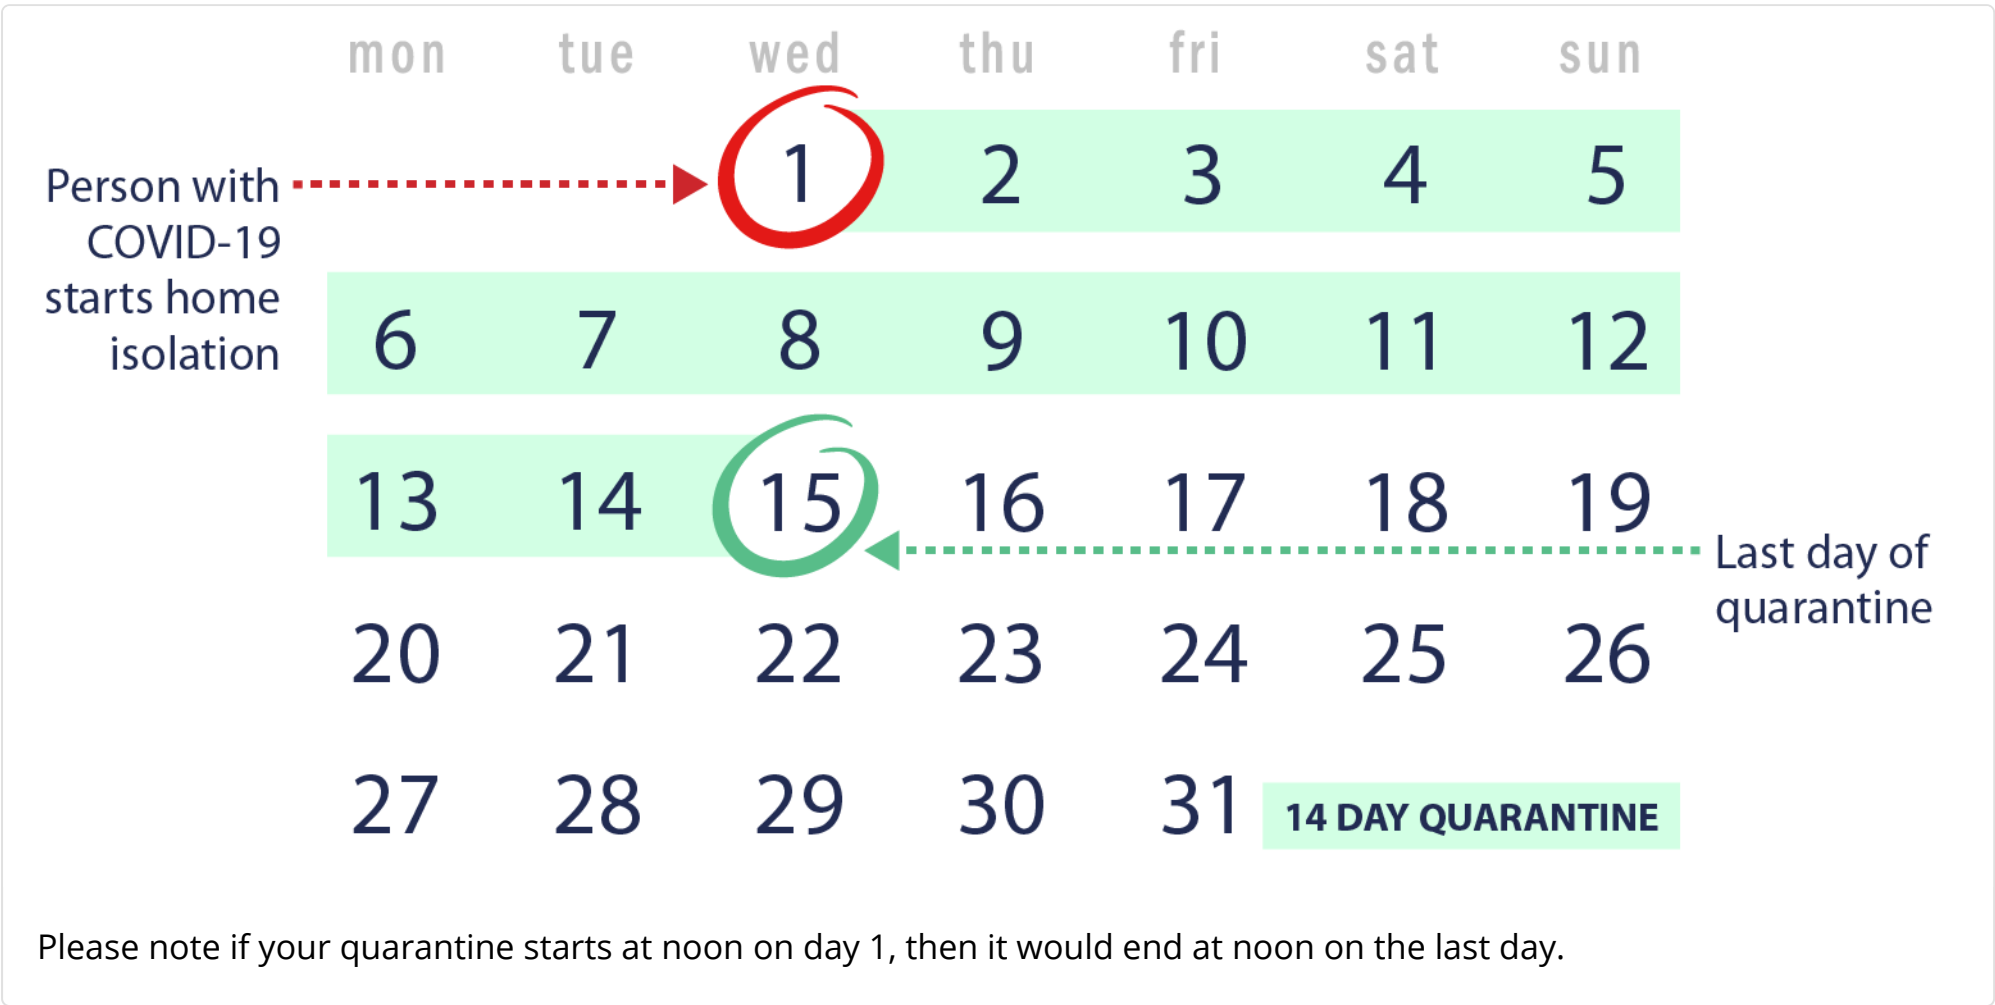 mon tue wed thu fri sat sun
1 2 3 4 5
Person with
COVID-19
starts home
isolation
6 7 8 9 10 11 12
13 14 15 16 17 18 19
Last day of
quarantine
20 21 22 23 24 25 26
27 28 29 30 31
14 DAY QUARANTINE
Please note if your quarantine starts at noon on day 1, then it would end at noon on the last day.